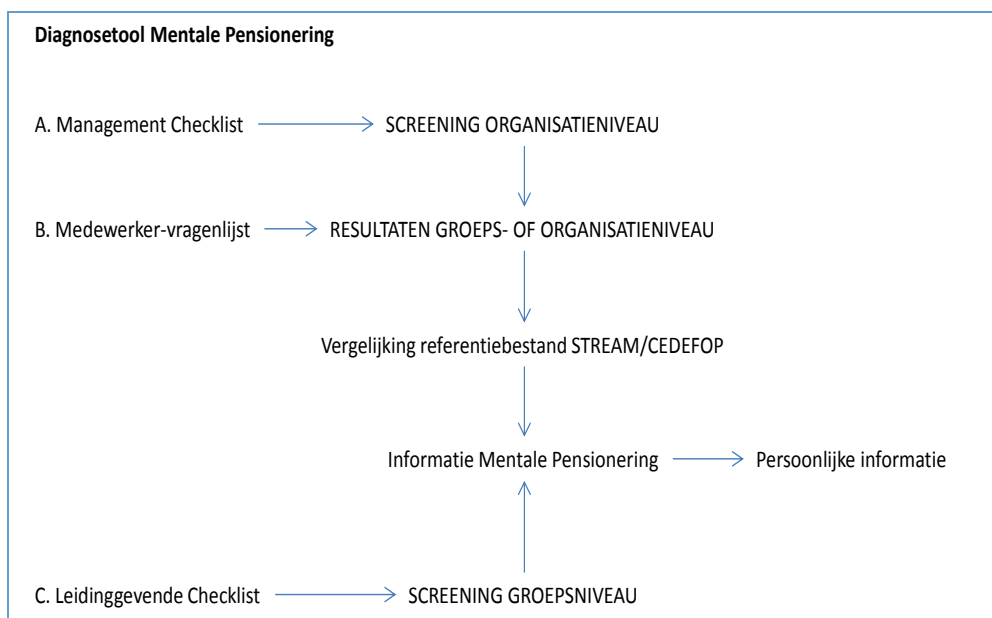 Diagnosetool Mentale Pensionering
A. Management Checklist SCREENING ORGANISATIENIVEAU
B. Medewerker-vragenlijst RESULTATEN GROEPS- OF ORGANISATIENIVEAU
Vergelijking referentiebestand STREAM/CEDEFOP
Informatie Mentale Pensionering Persoonlijke informatie
C. Leidinggevende Checklist SCREENING GROEPSNIVEAU